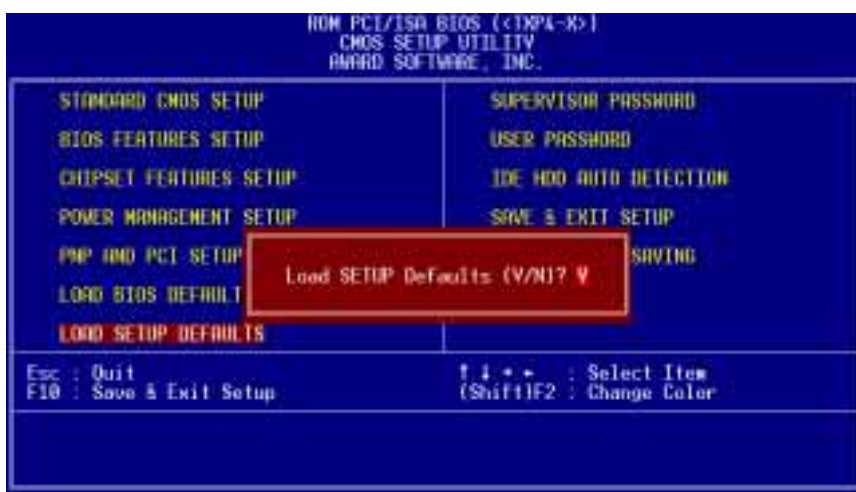 ROM PCI/ISA BIOS (<TXP4-X>)
CMOS SETUP UTILITY
AWARD SOFTWARE, INC.
STANDARD CMOS SETUP
BIOS FEATURES SETUP
CHIPSET FEATURES SETUP
POWER MANAGEMENT SETUP
PNP AND PCI SETUP
LOAD BIOS DEFAULT
LOAD SETUP DEFAULTS
SUPERVISOR PASSWORD
USER PASSWORD
IDE HDD AUTO DETECTION
SAVE & EXIT SETUP
SAVING
Load SETUP Defaults (Y/N)? Y
Esc : Quit
F10 : Save & Exit Setup
↑ ↓ → ← : Select Item
(Shift)F2 : Change Color